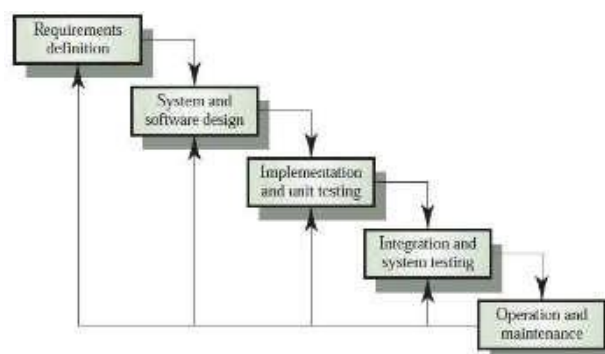 Requirements
definition
System and
software design
Implementation
and unit testing
Integration and
system testing
Operation and
maintenance